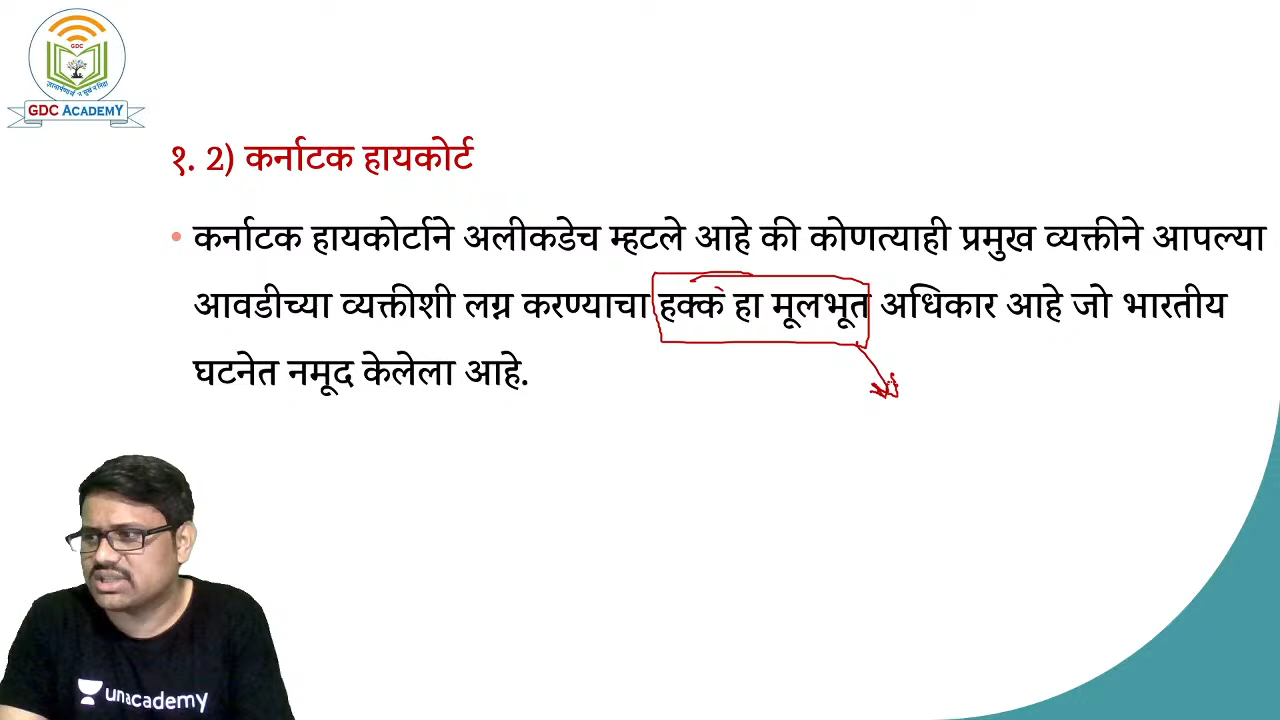 GDC
GDC ACADEMY
१. 2) कर्नाटक हायकोर्ट
• कर्नाटक हायकोर्टाने अलीकडेच म्हटले आहे की कोणत्याही प्रमुख व्यक्तीने आपल्या
आवडीच्या व्यक्तीशी लग्न करण्याचा हक्क हा मूलभूत अधिकार आहे जो भारतीय
घटनेत नमूद केलेला आहे.
unacademy